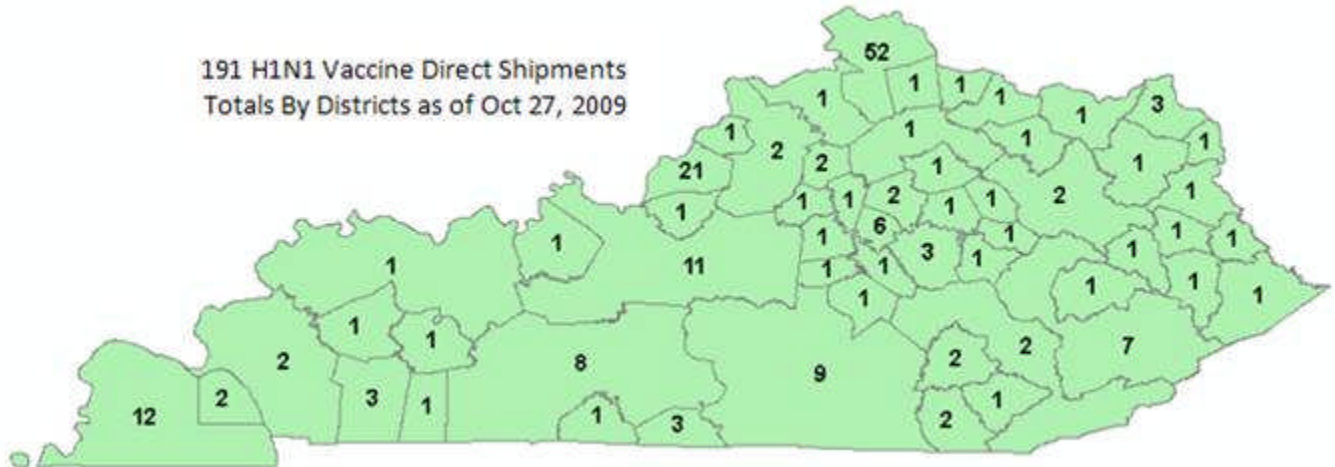 191 H1N1 Vaccine Direct Shipments
Totals By Districts as of Oct 27, 2009
52
1 1 1 1 1 3
1 2 2 1 1 1 1
21 1 2 1
1 1 1 2 1 1 2 1
1 1 11 1 6 3 1 1 1 1 1
1 1 1 1 1 1
1 1 1
2 8 9 2 2 7
12 2 3 1 1 3 2 1